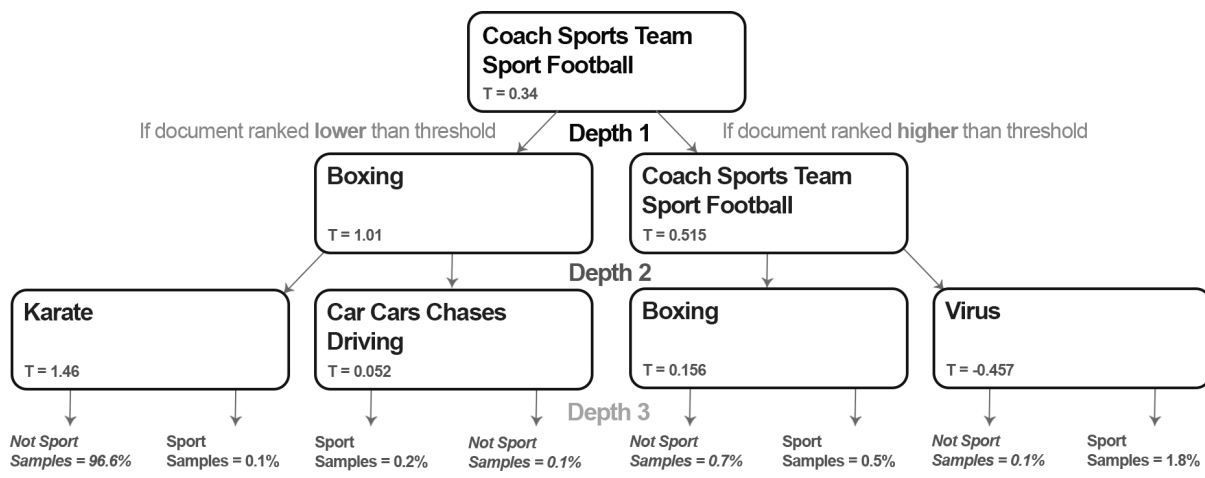 Coach Sports Team
Sport Football
T = 0.34
If document ranked lower than threshold
Depth 1
If document ranked higher than threshold
Boxing
T = 1.01
Coach Sports Team
Sport Football
T = 0.515
Depth 2
Karate
T = 1.46
Car Cars Chases
Driving
T = 0.052
Boxing
T = 0.156
Virus
T = -0.457
Depth 3
Not Sport
Samples = 96.6%
Sport
Samples = 0.1%
Sport
Samples = 0.2%
Not Sport
Samples = 0.1%
Not Sport
Samples = 0.7%
Sport
Samples = 0.5%
Not Sport
Samples = 0.1%
Sport
Samples = 1.8%